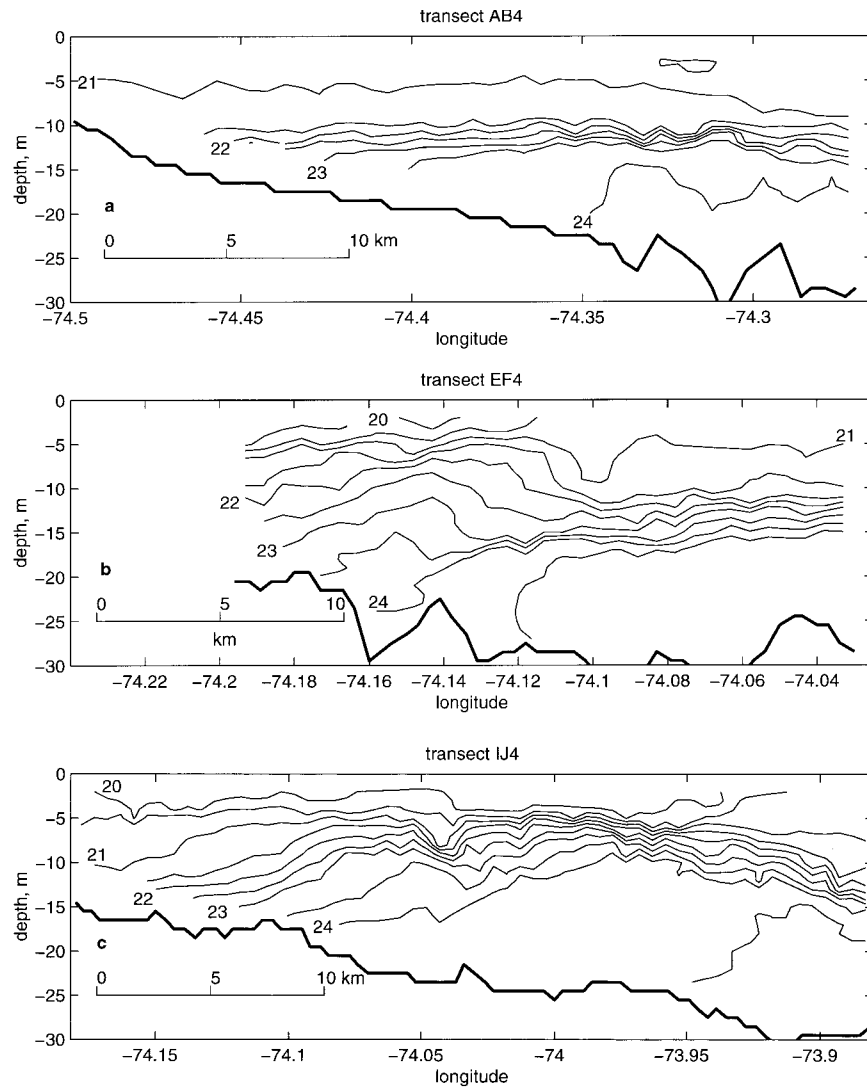 transect AB4
0
−5
−10
−15
−20
−25
−30
depth, m
21
22
23
24
a
0 5 10 km
−74.5 −74.45 −74.4 −74.35 −74.3
longitude
transect EF4
0
−5
−10
−15
−20
−25
−30
depth, m
20
21
22
23
24
b
0 5 10
km
−74.22 −74.2 −74.18 −74.16 −74.14 −74.12 −74.1 −74.08 −74.06 −74.04
longitude
transect IJ4
0
−5
−10
−15
−20
−25
−30
depth, m
20
21
22
23
24
c
0 5 10 km
−74.15 −74.1 −74.05 −74 −73.95 −73.9
longitude